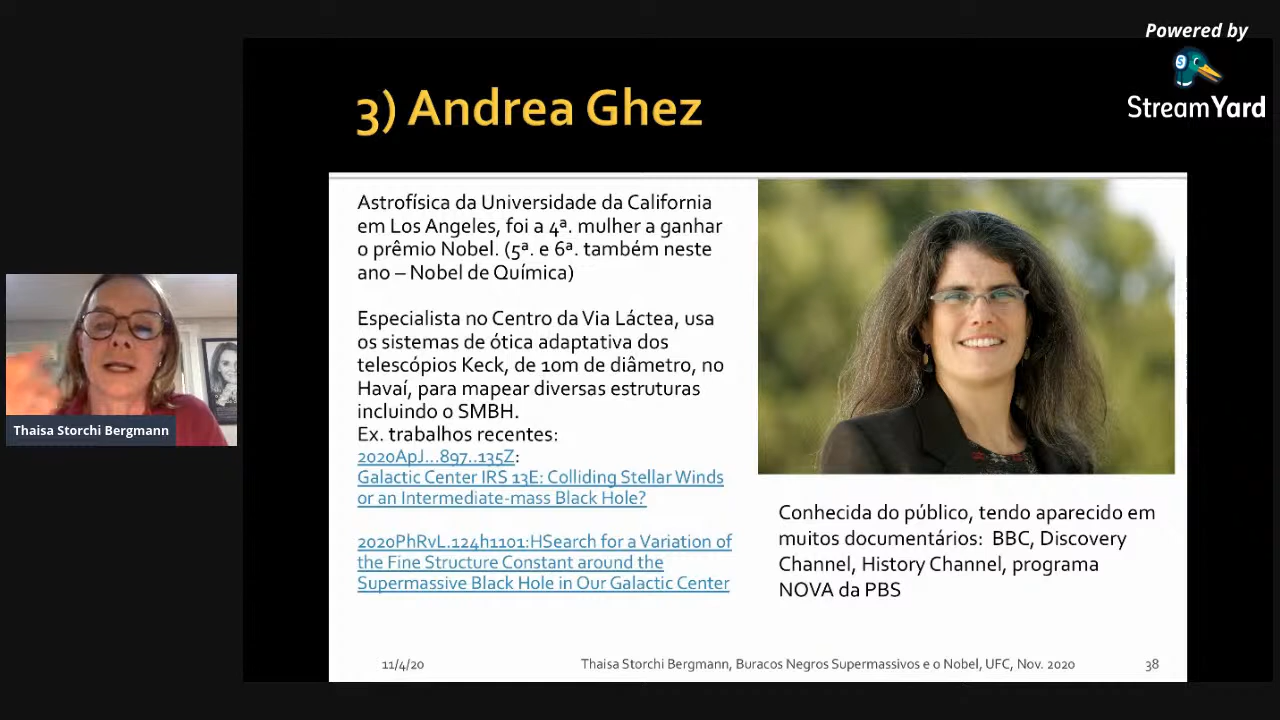 Powered by
StreamYard
3) Andrea Ghez
Astrofísica da Universidade da California
em Los Angeles, foi a 4ª. mulher a ganhar
o prêmio Nobel. (5ª. e 6ª. também neste
ano – Nobel de Química)
Especialista no Centro da Via Láctea, usa
os sistemas de ótica adaptativa dos
telescópios Keck, de 10m de diâmetro, no
Havaí, para mapear diversas estruturas
incluindo o SMBH.
Ex. trabalhos recentes:
2020ApJ...897..135Z:
Galactic Center IRS 13E: Colliding Stellar Winds
or an Intermediate-mass Black Hole?
2020PhRvL.124h1101:HSearch for a Variation of
the Fine Structure Constant around the
Supermassive Black Hole in Our Galactic Center
Conhecida do público, tendo aparecido em
muitos documentários: BBC, Discovery
Channel, History Channel, programa
NOVA da PBS
Thaisa Storchi Bergmann
11/4/20
Thaisa Storchi Bergmann, Buracos Negros Supermassivos e o Nobel, UFC, Nov. 2020
38